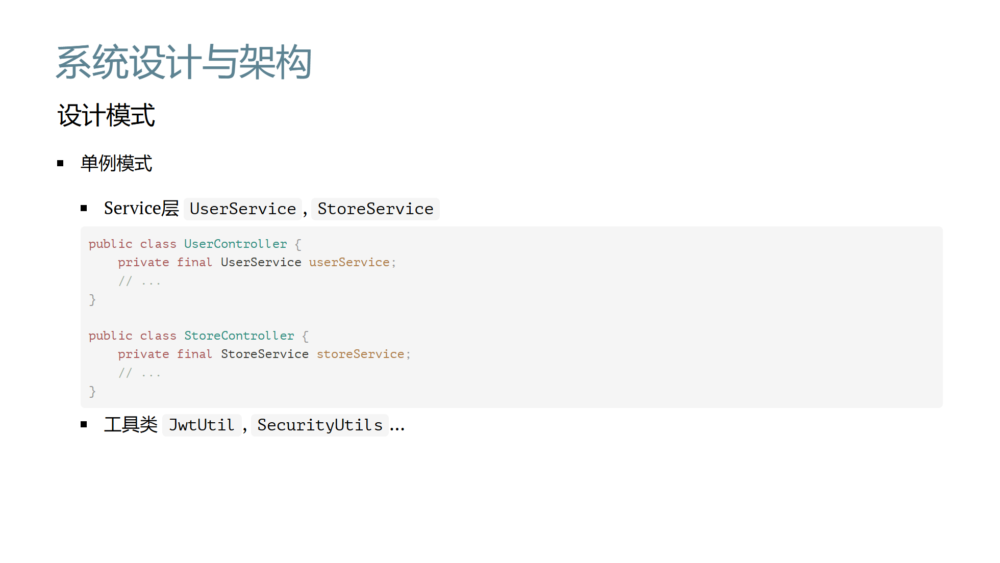 系统设计与架构
设计模式
单例模式
Service层 UserService, StoreService
public class UserController {
    private final UserService userService;
    // ...
}
public class StoreController {
    private final StoreService storeService;
    // ...
}
工具类 JwtUtil, SecurityUtils...